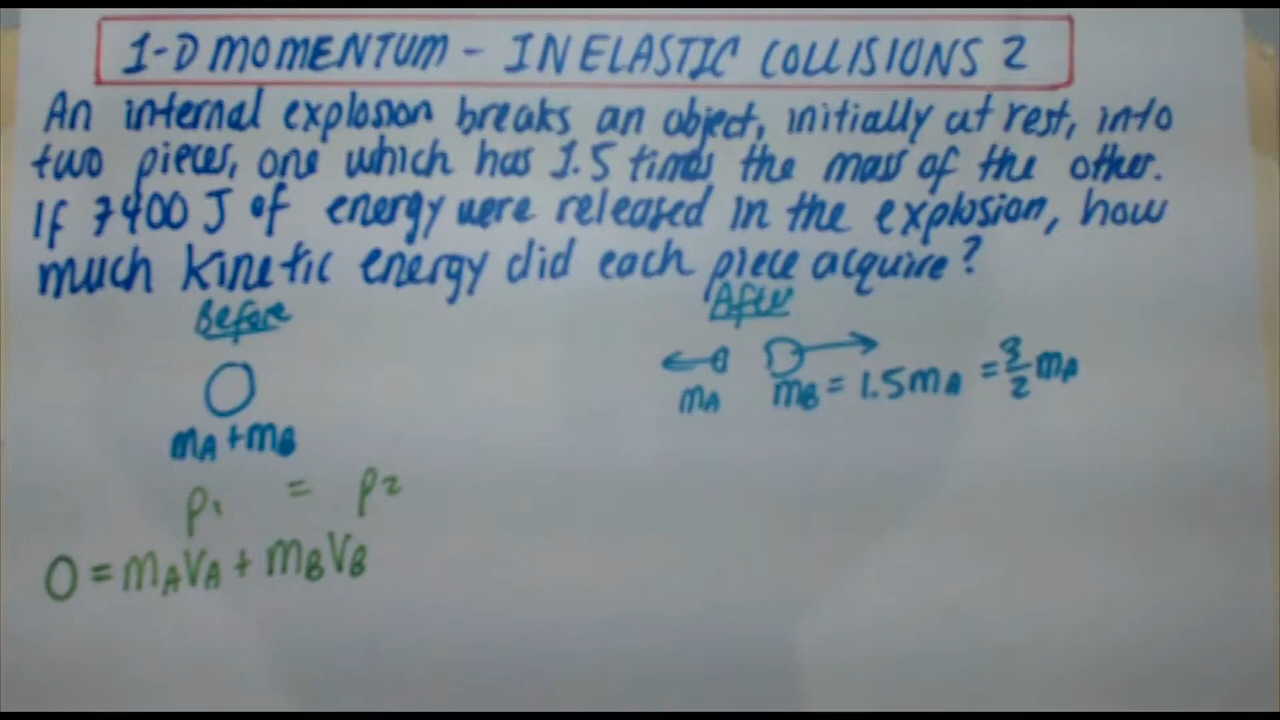 1-D MOMENTUM - INELASTIC COLLISIONS 2
An internal explosion breaks an object, initially at rest, into
two pieces, one which has 1.5 times the mass of the other.
If 7400 J of energy were released in the explosion, how
much kinetic energy did each piece acquire?
Before After
mA mB = 1.5mA = 3/2 mA
mA + mB
p1 = p2
0 = mAVA + mBVB